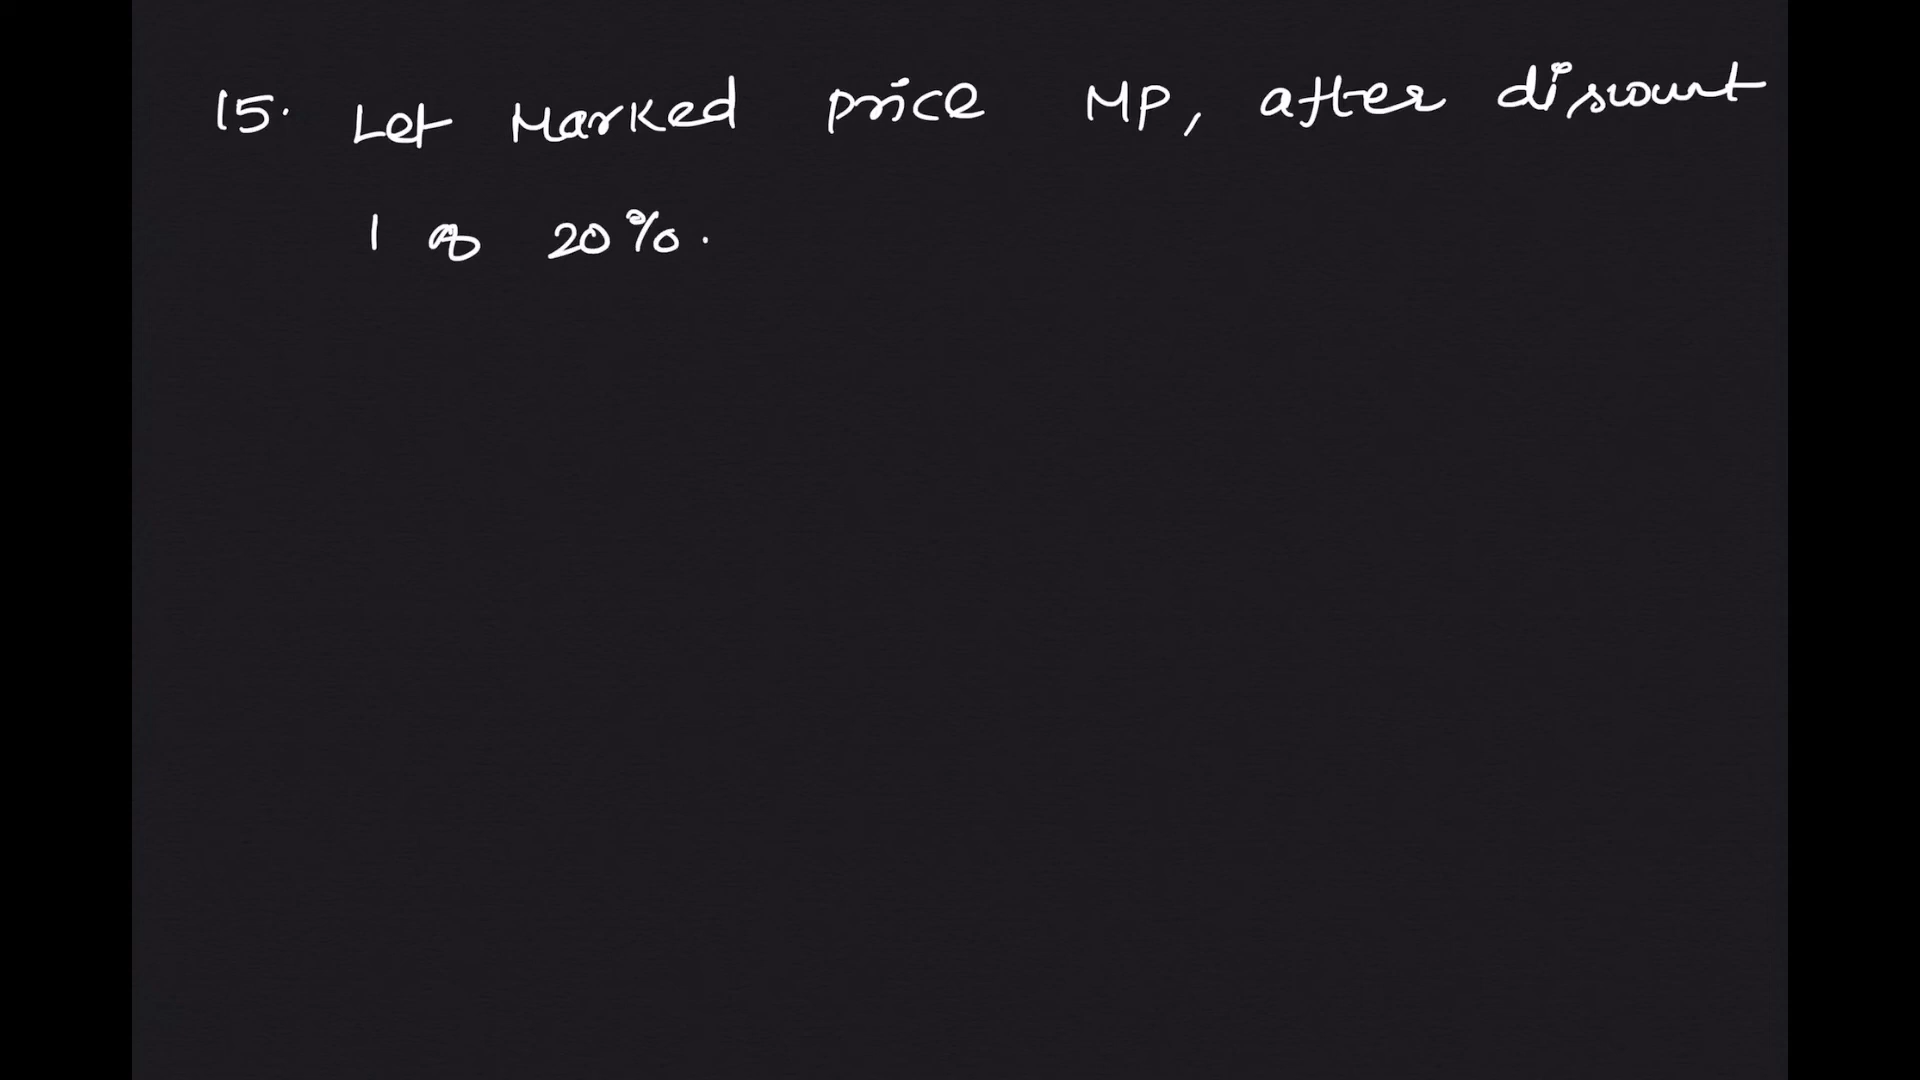 15. Let Marked price MP, after discount
1 of 20%.